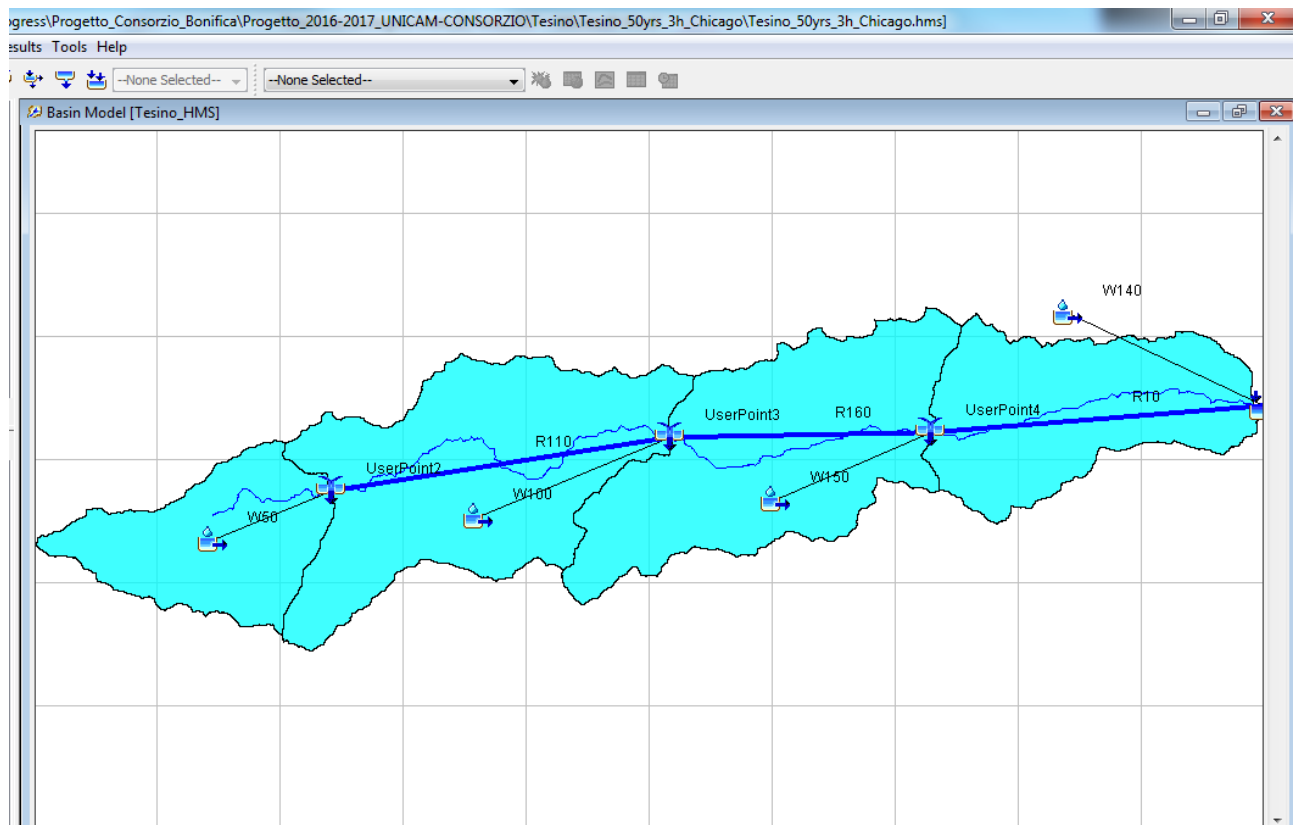 ogress\Progetto_Consorzio_Bonifica\Progetto_2016-2017_UNICAM-CONSORZIO\Tesino\Tesino_50yrs_3h_Chicago\Tesino_50yrs_3h_Chicago.hms]
esults Tools Help
--None Selected-- --None Selected--
Basin Model [Tesino_HMS]
W140
R10
UserPoint3 R160 UserPoint4
R110
UserPoint2
W150
W100
W50